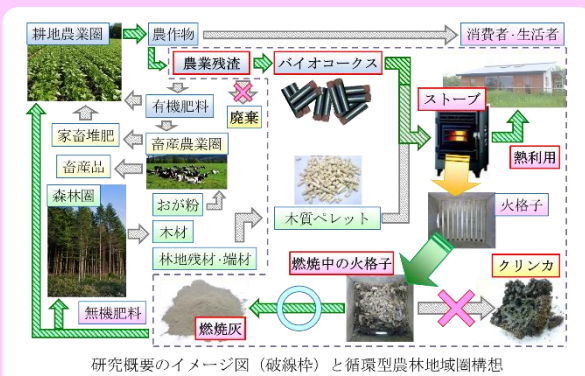 耕地農業圏
農作物
消費者・生活者
農業残渣
バイオコークス
ストーブ
有機肥料
廃棄
家畜堆肥
畜産農業圏
熱利用
畜産品
森林圏
おが粉
木質ペレット
火格子
木材
林地残材・端材
燃焼中の火格子
クリンカ
無機肥料
燃焼灰
研究概要のイメージ図（破線枠）と循環型農林地域圏構想